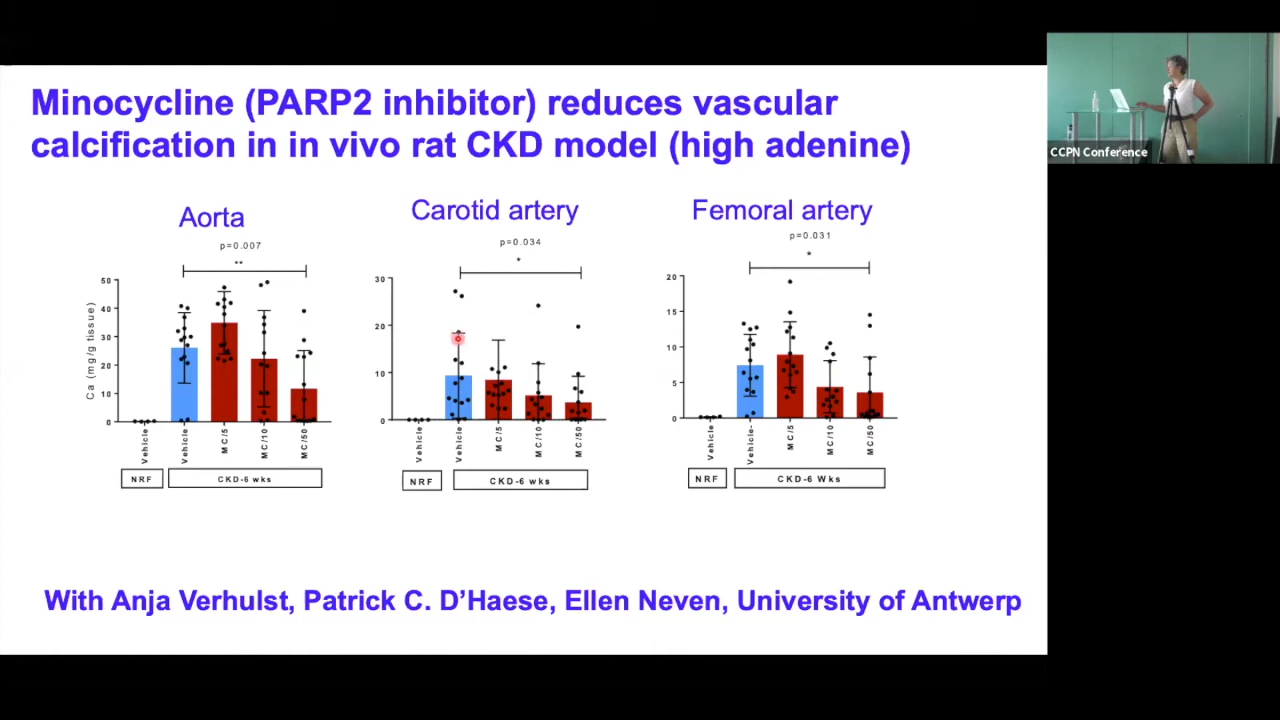 Minocycline (PARP2 inhibitor) reduces vascular
calcification in in vivo rat CKD model (high adenine)
CCPN Conference
Aorta
Carotid artery
Femoral artery
p=0.007
**
p=0.034
*
p=0.031
*
Ca (mg/g tissue)
50
40
30
20
10
0
Vehicle
Vehicle
MC/5
MC/10
MC/50
NRF
CKD-6 wks
30
20
10
0
Vehicle
Vehicle
MC/5
MC/10
MC/50
NRF
CKD-6 wks
20
15
10
5
0
Vehicle
Vehicle-
MC/5
MC/10
MC/50
NRF
CKD-6 Wks
With Anja Verhulst, Patrick C. D’Haese, Ellen Neven, University of Antwerp